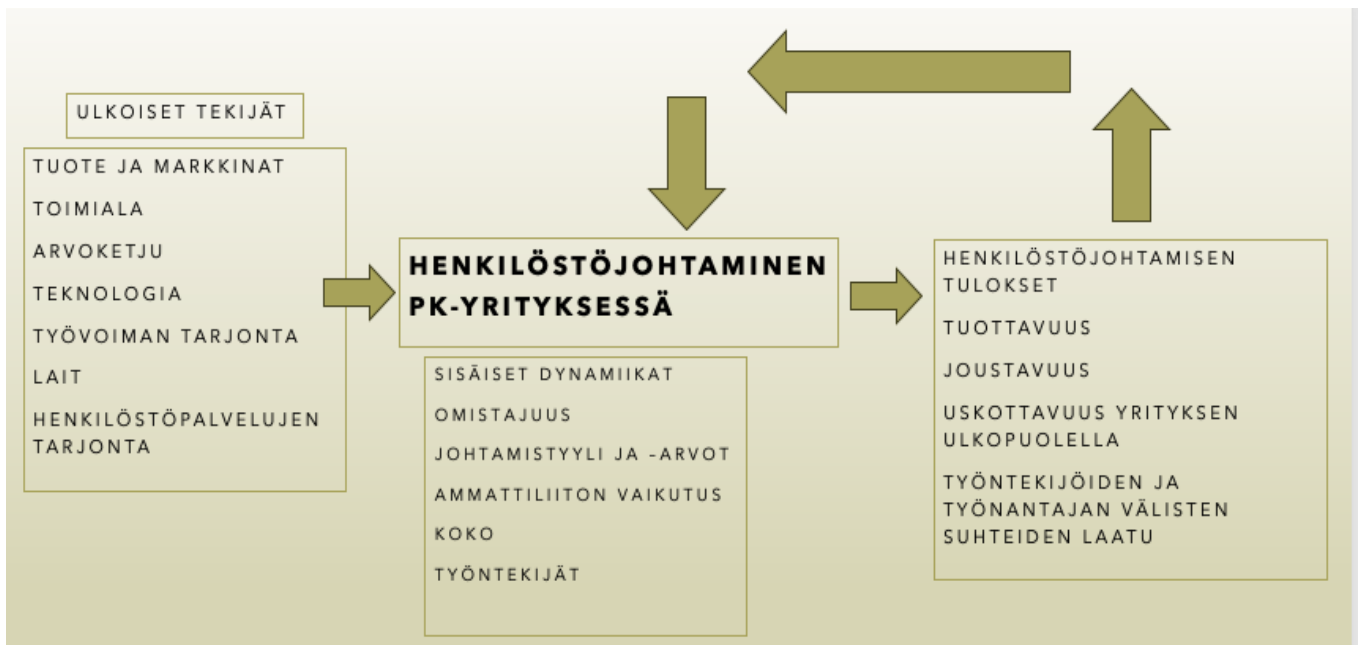 ULKOISET TEKIJÄT
TUOTE JA MARKKINAT
TOIMIALA
ARVOKETJU
TEKNOLOGIA
TYÖVOIMAN TARJONTA
LAIT
HENKILÖSTÖPALVELUJEN
TARJONTA
HENKILÖSTÖJOHTAMINEN
PK-YRITYKSESSÄ
SISÄISET DYNAMIIKAT
OMISTAJUUS
JOHTAMISTYYLI JA -ARVOT
AMMATTILIITON VAIKUTUS
KOKO
TYÖNTEKIJÄT
HENKILÖSTÖJOHTAMISEN
TULOKSET
TUOTTAVUUS
JOUSTAVUUS
USKOTTAVUUS YRITYKSEN
ULKOPUOLELLA
TYÖNTEKIJÖIDEN JA
TYÖNANTAJAN VÄLISTEN
SUHTEIDEN LAATU